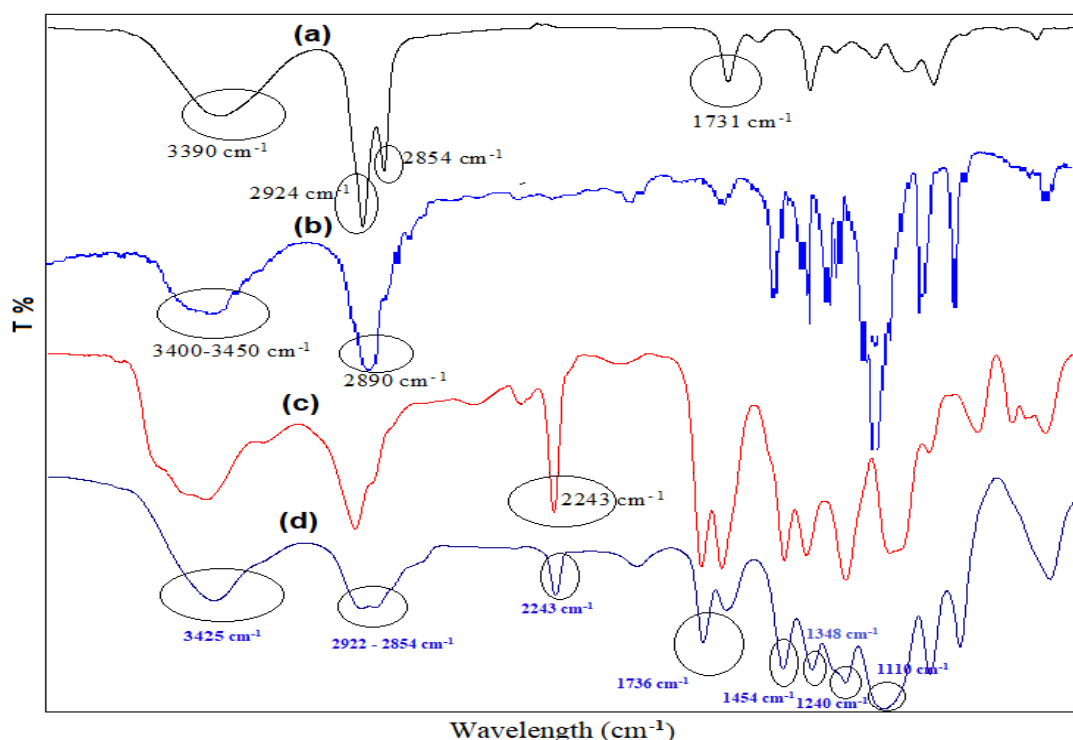 (a)
3390 cm-1
2924 cm-1
2854 cm-1
1731 cm-1
(b)
3400-3450 cm-1
2890 cm-1
T %
(c)
2243 cm-1
(d)
3425 cm-1
2922 - 2854 cm-1
2243 cm-1
1736 cm-1
1454 cm-1
1348 cm-1
1240 cm-1
1110 cm-1
Wavelength (cm-1)